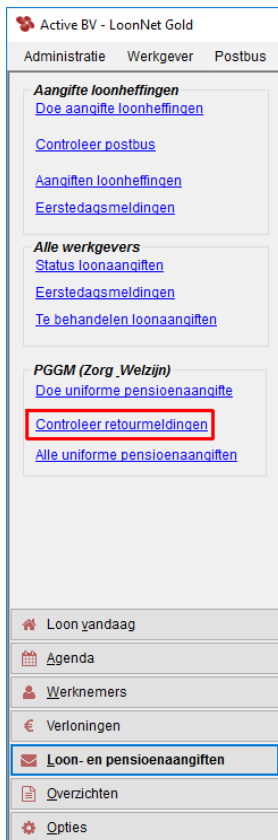 Active BV - LoonNet Gold
Administratie Werkgever Postbus
Aangifte loonheffingen
Doe aangifte loonheffingen
Controleer postbus
Aangiften loonheffingen
Eerstedagsmeldingen
Alle werkgevers
Status loonaangiften
Eerstedagsmeldingen
Te behandelen loonaangiften
PGGM (Zorg_Welzijn)
Doe uniforme pensioenaangifte
Controleer retourmeldingen
Alle uniforme pensioenaangiften
Loon vandaag
Agenda
Werknemers
Verloningen
Loon- en pensioenaangiften
Overzichten
Opties